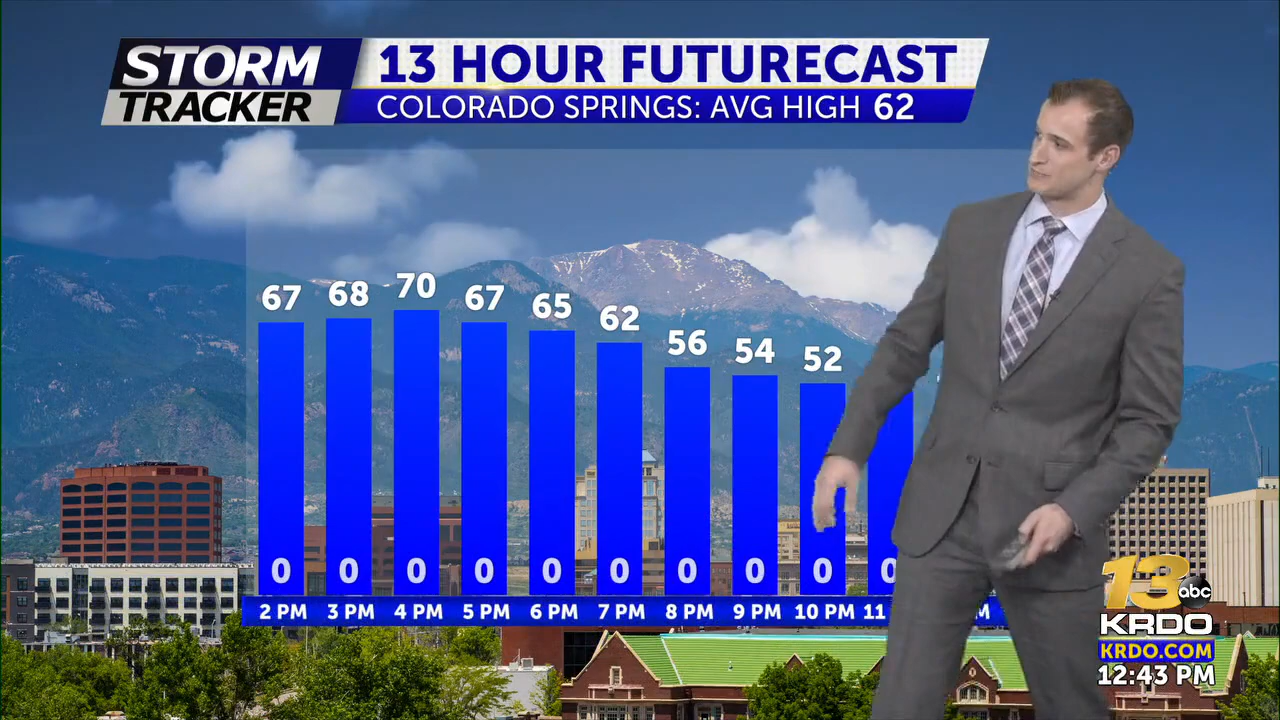 STORM
TRACKER
13 HOUR FUTURECAST
COLORADO SPRINGS: AVG HIGH 62
67 68 70 67 65 62 56 54 52
0 0 0 0 0 0 0 0 0 0
2 PM 3 PM 4 PM 5 PM 6 PM 7 PM 8 PM 9 PM 10 PM 11
13
abc
KRDO
KRDO.COM
12:43 PM